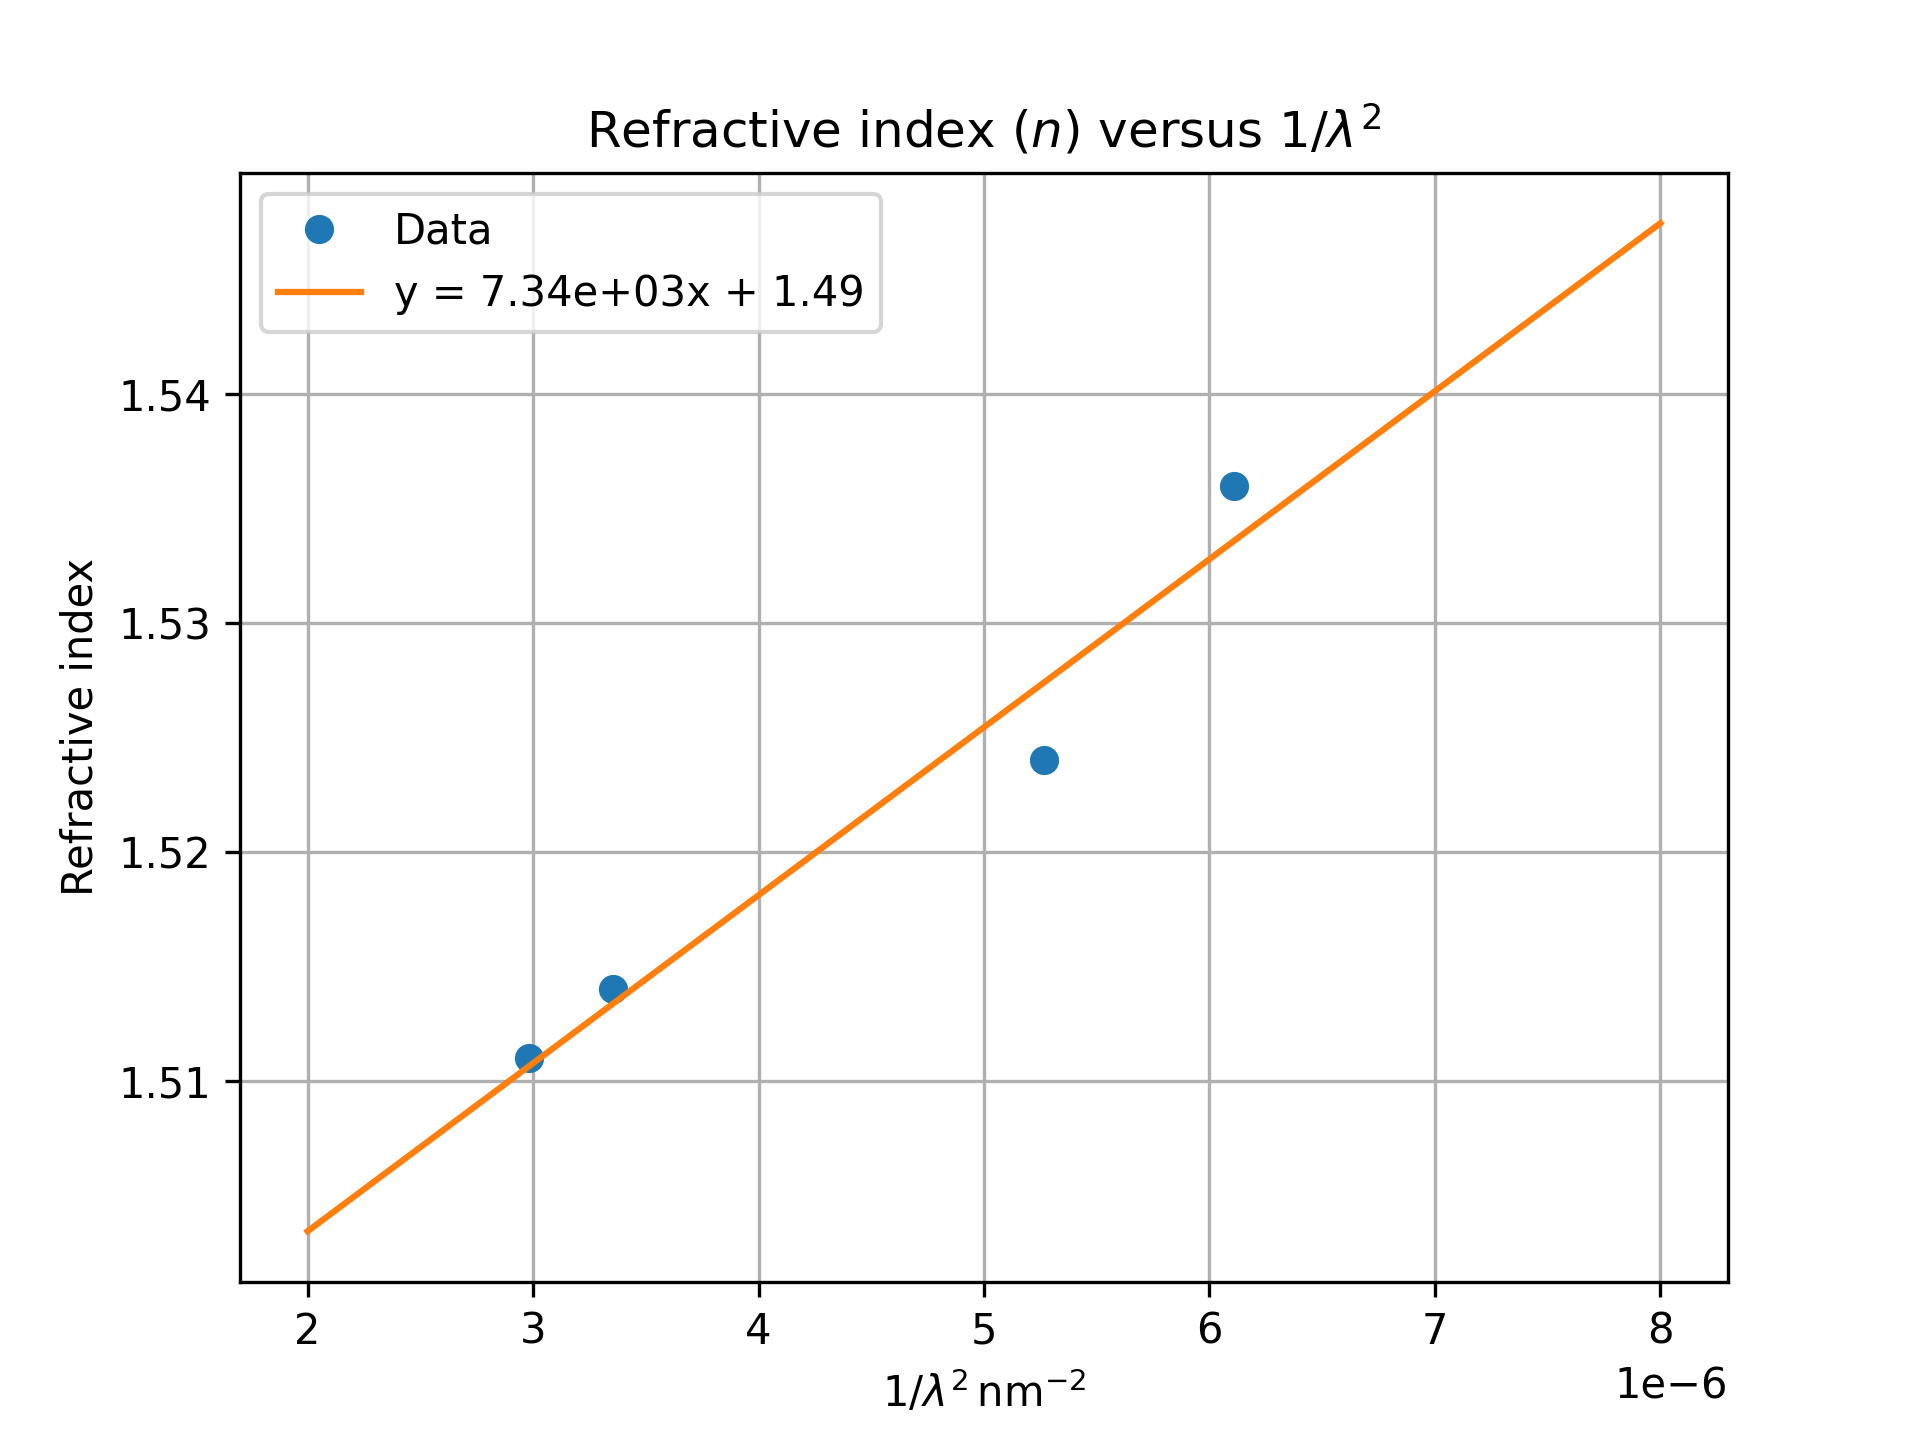 Refractive index (n) versus 1/λ²
Data
y = 7.34e+03x + 1.49
1.54
1.53
1.52
1.51
Refractive index
2 3 4 5 6 7 8
1e−6
1/λ² nm⁻²